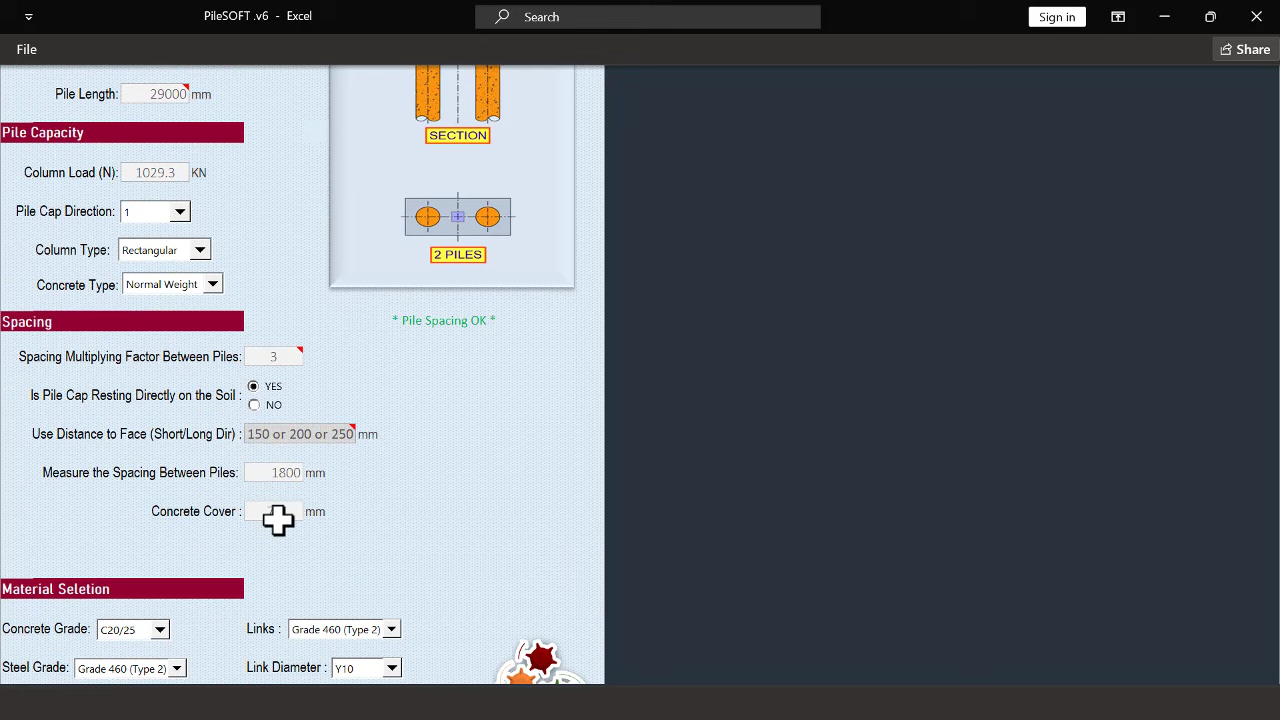 PileSOFT .v6 - Excel
Search
Sign in
File
Share
Pile Length: 29000 mm
SECTION
Pile Capacity
Column Load (N): 1029.3 KN
Pile Cap Direction: 1
Column Type: Rectangular
2 PILES
Concrete Type: Normal Weight
Spacing
* Pile Spacing OK *
Spacing Multiplying Factor Between Piles: 3
Is Pile Cap Resting Directly on the Soil : YES
NO
Use Distance to Face (Short/Long Dir) : 150 or 200 or 250 mm
Measure the Spacing Between Piles: 1800 mm
Concrete Cover : mm
Material Seletion
Concrete Grade: C20/25 Links : Grade 460 (Type 2)
Steel Grade: Grade 460 (Type 2) Link Diameter : Y10